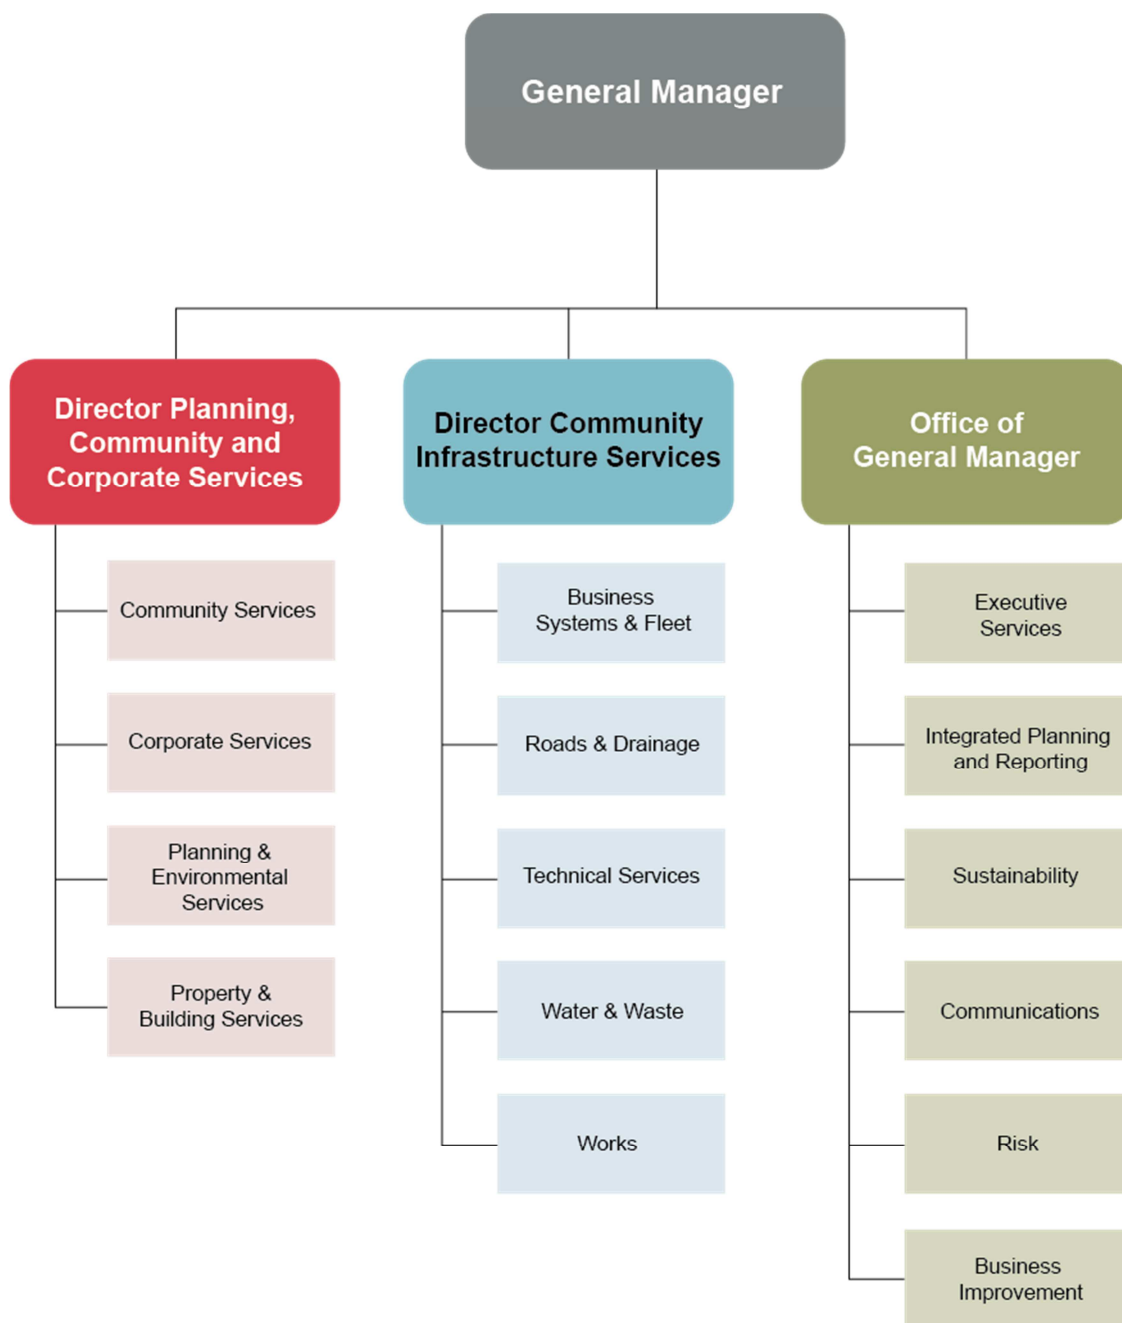 General Manager
Director Planning,
Community and
Corporate Services
Community Services
Corporate Services
Planning &
Environmental
Services
Property &
Building Services
Director Community
Infrastructure Services
Business
Systems & Fleet
Roads & Drainage
Technical Services
Water & Waste
Works
Office of
General Manager
Executive
Services
Integrated Planning
and Reporting
Sustainability
Communications
Risk
Business
Improvement